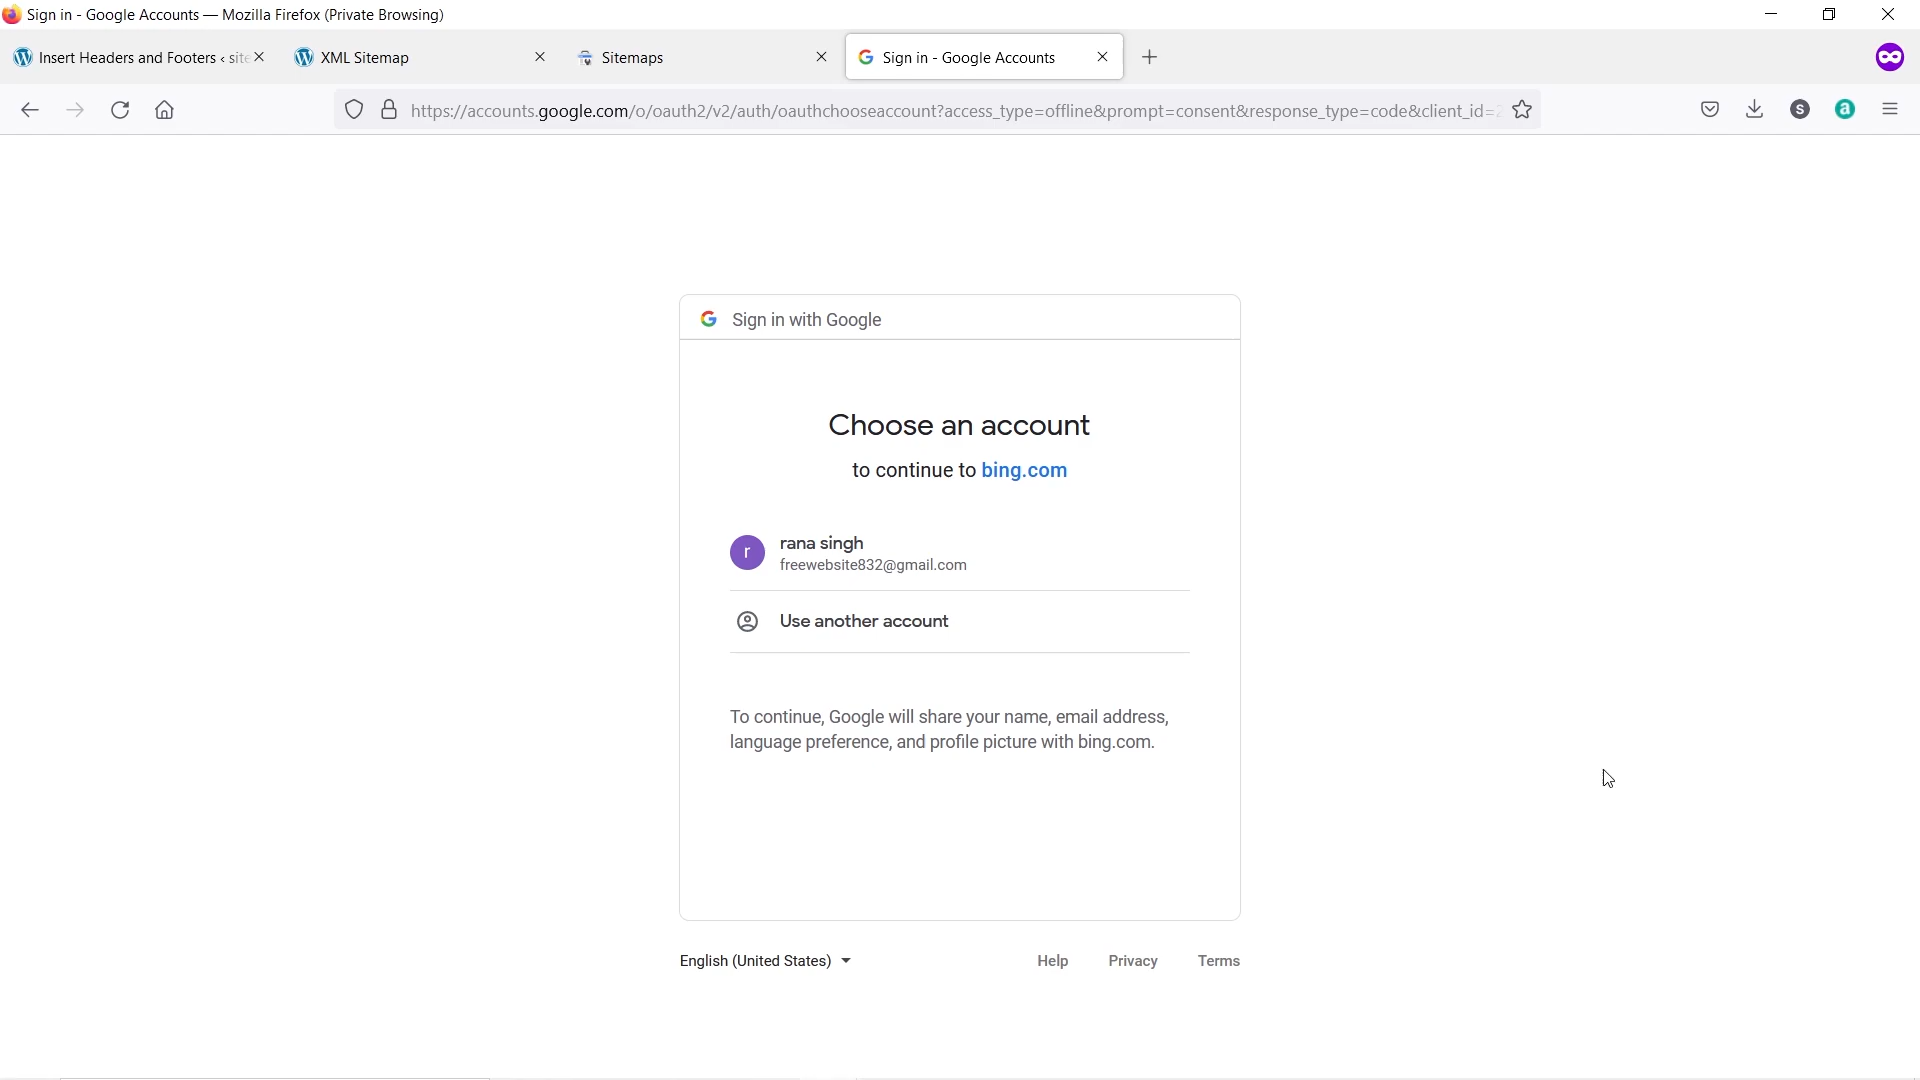 Sign in - Google Accounts — Mozilla Firefox (Private Browsing)
Insert Headers and Footers ‹ site
XML Sitemap
Sitemaps
Sign in - Google Accounts
https://accounts.google.com/o/oauth2/v2/auth/oauthchooseaccount?access_type=offline&prompt=consent&response_type=code&client_id=2
S
a
Sign in with Google
Choose an account
to continue to bing.com
r
rana singh
freewebsite832@gmail.com
Use another account
To continue, Google will share your name, email address,
language preference, and profile picture with bing.com.
English (United States)
Help
Privacy
Terms